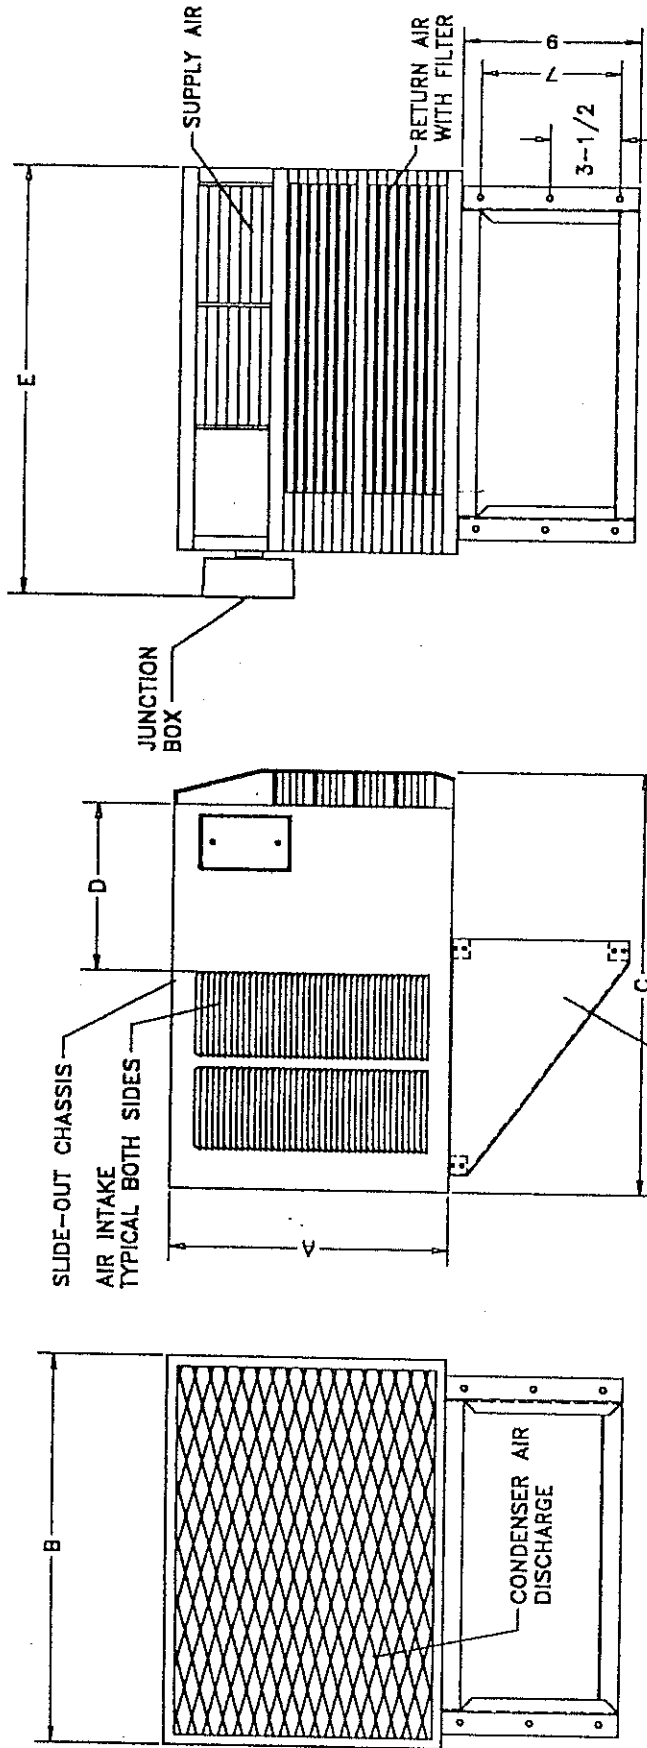 B
CONDENSER AIR
DISCHARGE
SLIDE-OUT CHASSIS
AIR INTAKE
TYPICAL BOTH SIDES
A
D
C
E
JUNCTION
BOX
SUPPLY AIR
RETURN AIR
WITH FILTER
9
7
3-1/2